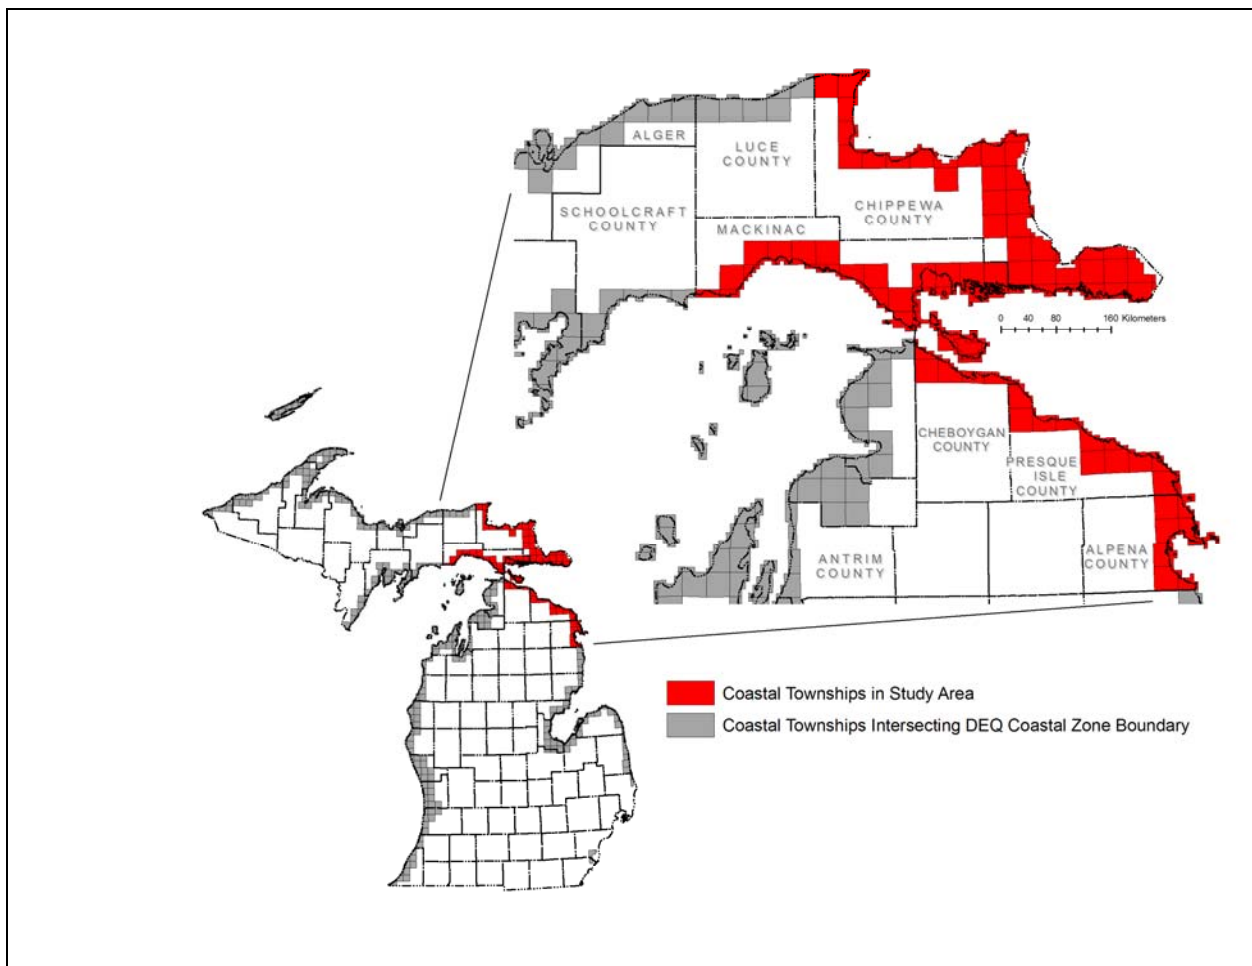 ALGER
LUCE
COUNTY
SCHOOLCRAFT
COUNTY
CHIPPEWA
COUNTY
MACKINAC
0 40 80 160 Kilometers
CHEBOYGAN
COUNTY
PRESQUE
ISLE
COUNTY
ANTRIM
COUNTY
ALPENA
COUNTY
Coastal Townships in Study Area
Coastal Townships Intersecting DEQ Coastal Zone Boundary